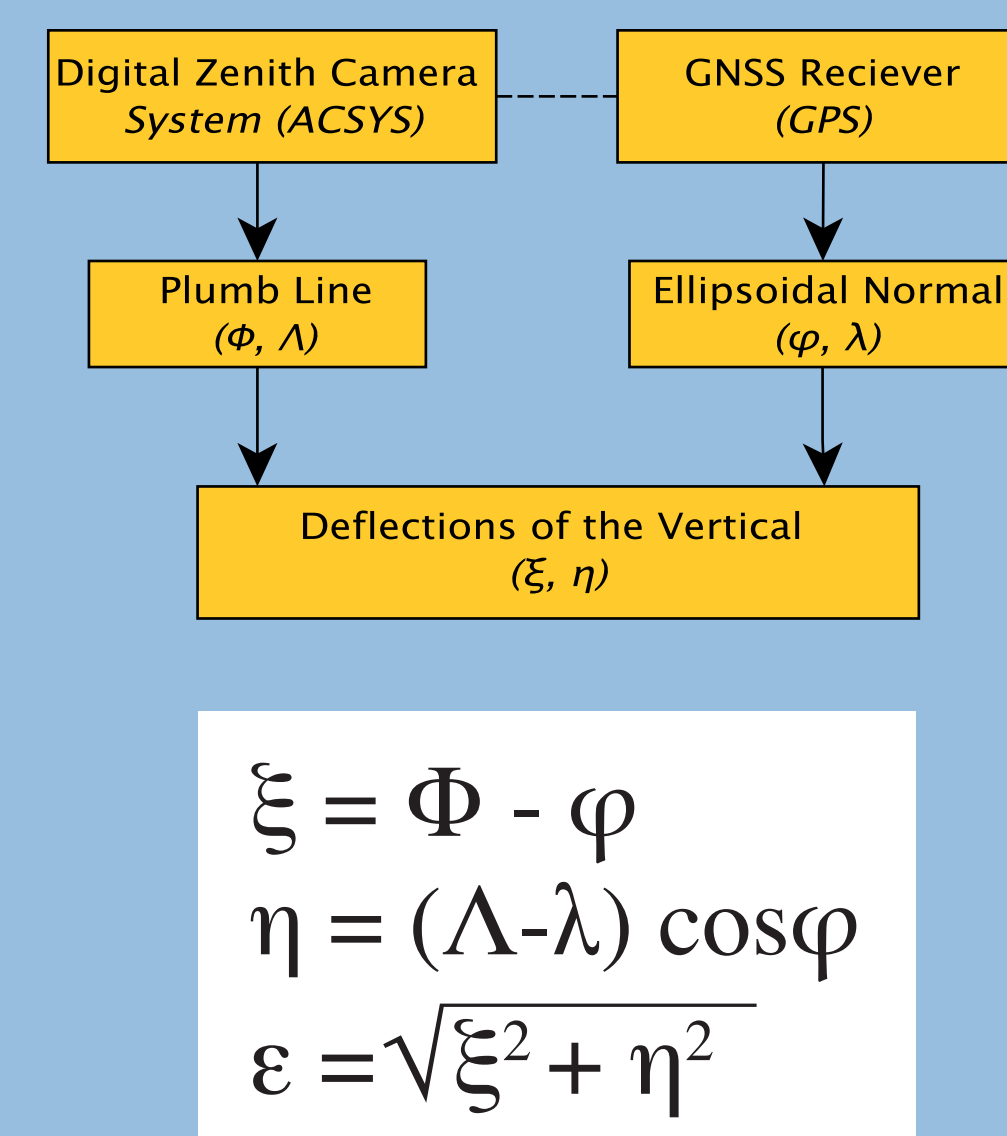 Digital Zenith Camera
System (ACSYS)
GNSS Reciever
(GPS)
Plumb Line
(Φ, Λ)
Ellipsoidal Normal
(φ, λ)
Deflections of the Vertical
(ξ, η)
ξ = Φ - φ
η = (Λ-λ) cosφ
ε = √ξ² + η²